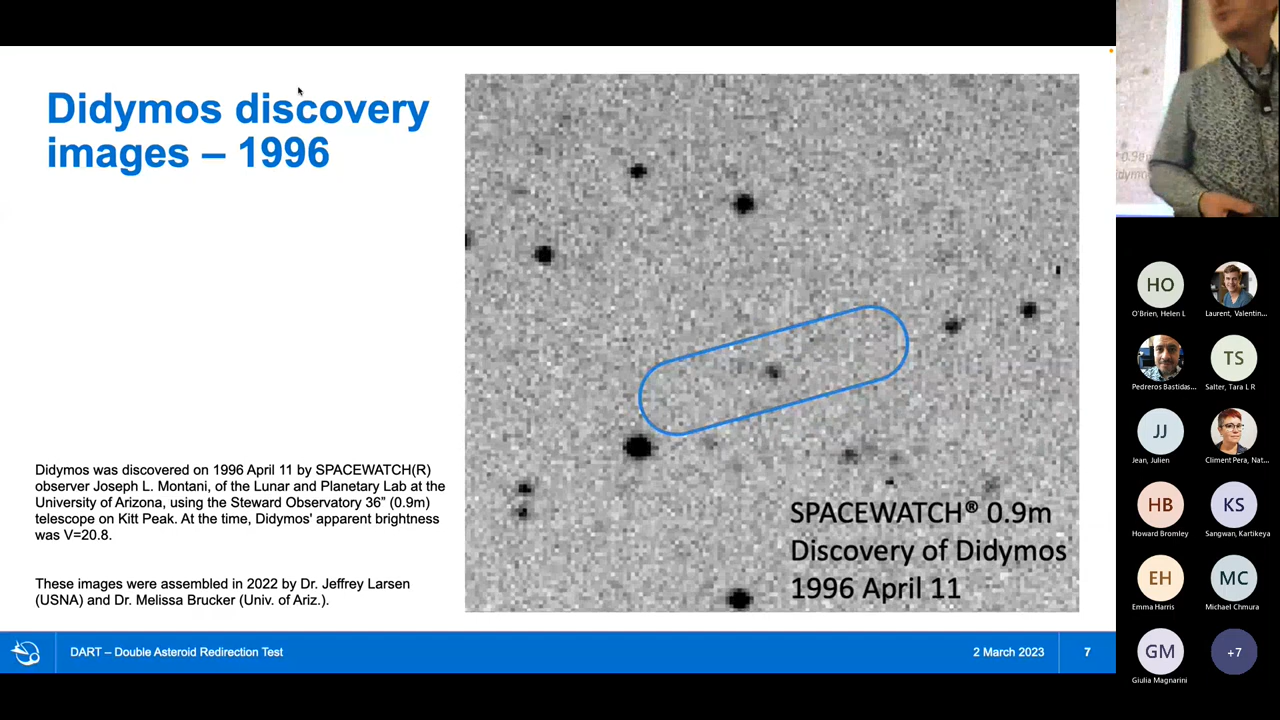 Didymos discovery
images – 1996
Didymos was discovered on 1996 April 11 by SPACEWATCH(R)
observer Joseph L. Montani, of the Lunar and Planetary Lab at the
University of Arizona, using the Steward Observatory 36” (0.9m)
telescope on Kitt Peak. At the time, Didymos' apparent brightness
was V=20.8.
These images were assembled in 2022 by Dr. Jeffrey Larsen
(USNA) and Dr. Melissa Brucker (Univ. of Ariz.).
SPACEWATCH® 0.9m
Discovery of Didymos
1996 April 11
DART – Double Asteroid Redirection Test
2 March 2023
7
0.9m
HO
O'Brien, Helen L
Laurent, Valentin...
Pedreros Bastidas...
TS
Salter, Tara L R
JJ
Jean, Julien
Climent Pera, Nat...
HB
Howard Bromley
KS
Sangwan, Kartikeya
EH
Emma Harris
MC
Michael Chmura
GM
Giulia Magnarini
+7